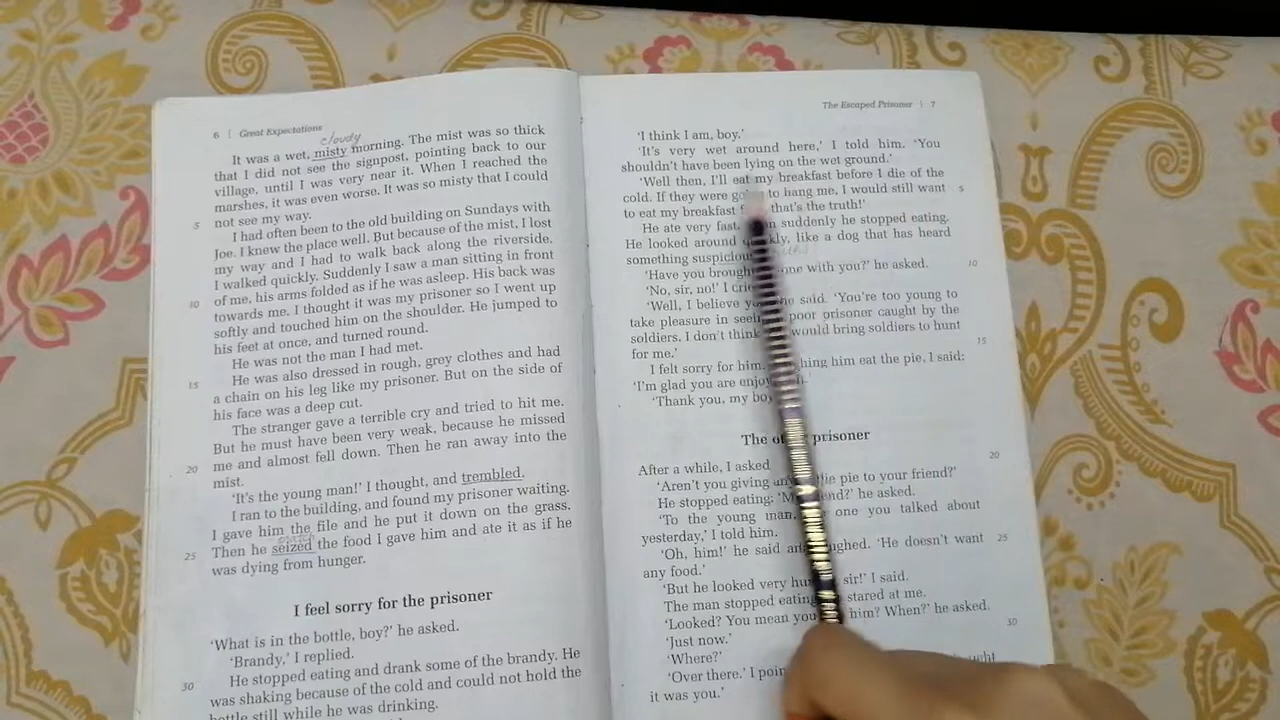 6 | Great Expectations
cloudy
It was a wet, misty morning. The mist was so thick
that I did not see the signpost, pointing back to our
village, until I was very near it. When I reached the
marshes, it was even worse. It was so misty that I could
5 not see my way.
I had often been to the old building on Sundays with
Joe. I knew the place well. But because of the mist, I lost
my way and I had to walk back along the riverside.
I walked quickly. Suddenly I saw a man sitting in front
10 of me, his arms folded as if he was asleep. His back was
towards me. I thought it was my prisoner so I went up
softly and touched him on the shoulder. He jumped to
his feet at once, and turned round.
He was not the man I had met.
15 He was also dressed in rough, grey clothes and had
a chain on his leg like my prisoner. But on the side of
his face was a deep cut.
The stranger gave a terrible cry and tried to hit me.
But he must have been very weak, because he missed
20 me and almost fell down. Then he ran away into the
mist.
'It's the young man!' I thought, and trembled.
I ran to the building, and found my prisoner waiting.
I gave him the file and he put it down on the grass.
25 Then he seized the food I gave him and ate it as if he
was dying from hunger.
I feel sorry for the prisoner
'What is in the bottle, boy?' he asked.
'Brandy,' I replied.
30 He stopped eating and drank some of the brandy. He
was shaking because of the cold and could not hold the
bottle still while he was drinking.
The Escaped Prisoner | 7
'I think I am, boy.'
'It's very wet around here,' I told him. 'You
shouldn't have been lying on the wet ground.'
'Well then, I'll eat my breakfast before I die of the
cold. If they were to hang me, I would still want 5
to eat my breakfast that's the truth!'
He ate very fast. suddenly he stopped eating.
He looked around like a dog that has heard
something
'Have you with you?' he asked. 10
'No, sir, no!' I
'Well, I believe he said. 'You're too young to
take pleasure in poor prisoner caught by the
soldiers. I don't think would bring soldiers to hunt
for me.' 15
I felt sorry for him. him eat the pie, I said:
'I'm glad you are
'Thank you, my
The prisoner
After a while, I asked 20
'Aren't you giving pie to your friend?'
He stopped eating. he asked.
'To the young man, one you talked about
yesterday,' I told him.
'Oh, him!' he said 'He doesn't want 25
any food.'
'But he looked very sir!' I said.
The man stopped eating stared at me.
'Looked? You mean him? When?' he asked.
'Just now.' 30
'Where?'
'Over there.' I
it was you.'